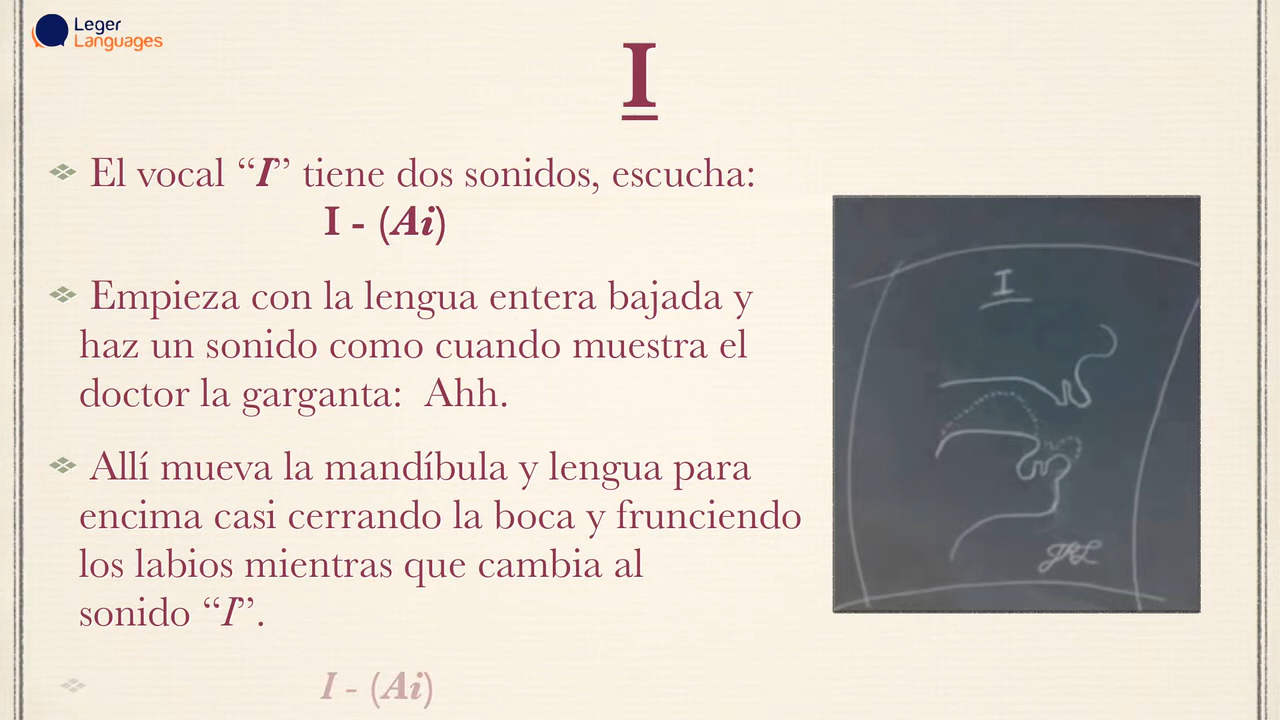 Leger
Languages
I
El vocal “I” tiene dos sonidos, escucha:
I - (Ai)
Empieza con la lengua entera bajada y
haz un sonido como cuando muestra el
doctor la garganta:  Ahh.
Allí mueva la mandíbula y lengua para
encima casi cerrando la boca y frunciendo
los labios mientras que cambia al
sonido “I”.
I - (Ai)
I